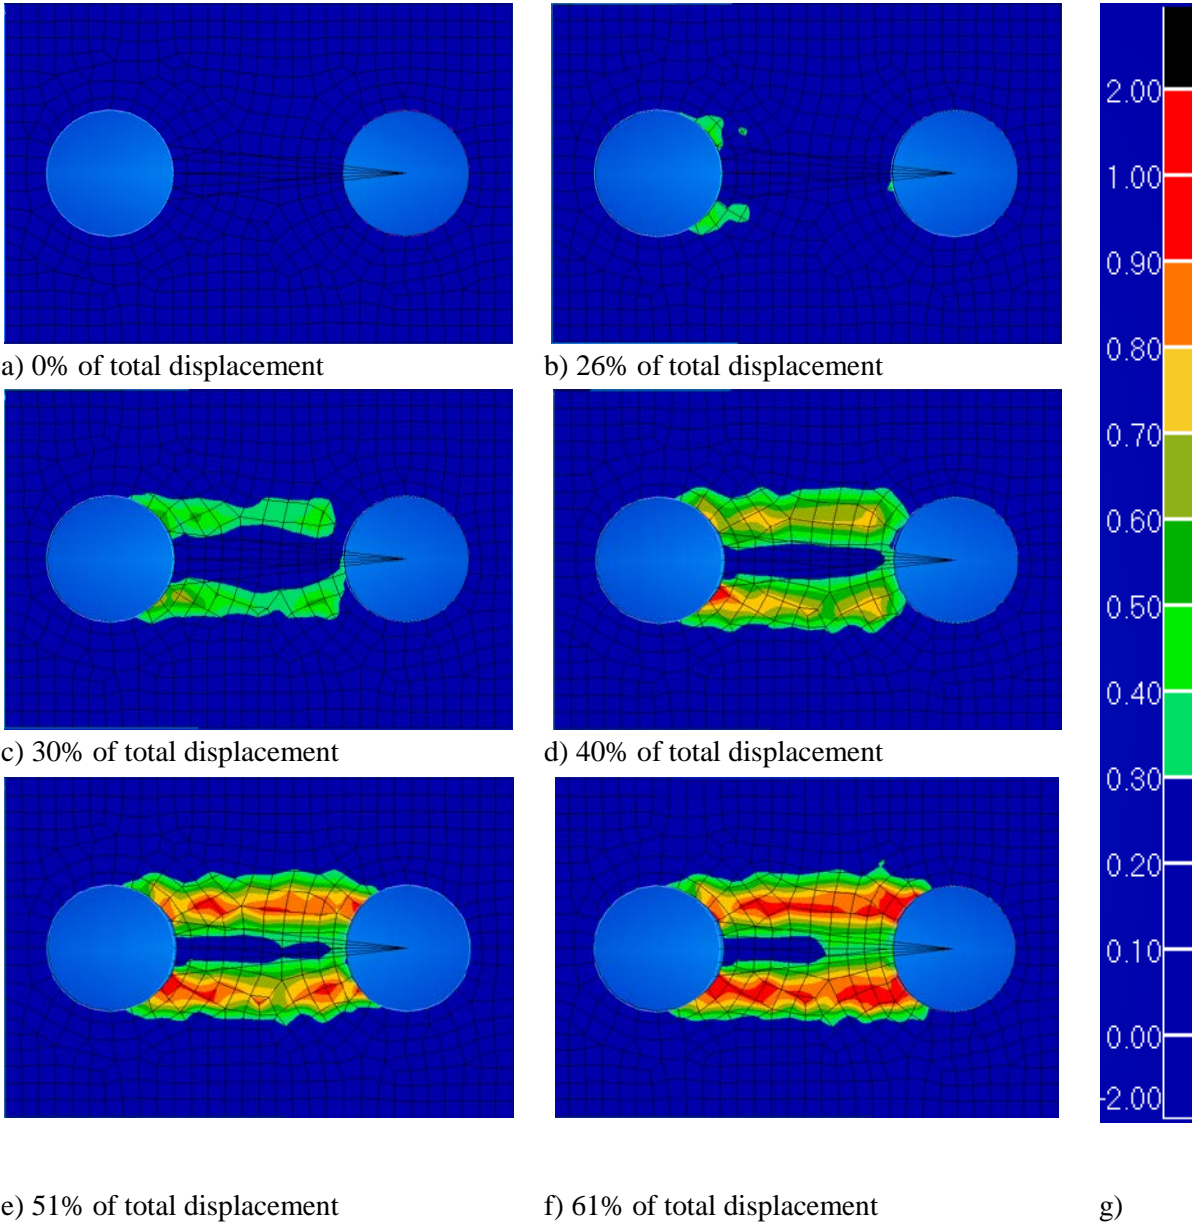 a) 0% of total displacement
b) 26% of total displacement
c) 30% of total displacement
d) 40% of total displacement
e) 51% of total displacement
f) 61% of total displacement
2.00
1.00
0.90
0.80
0.70
0.60
0.50
0.40
0.30
0.20
0.10
0.00
-2.00
g)